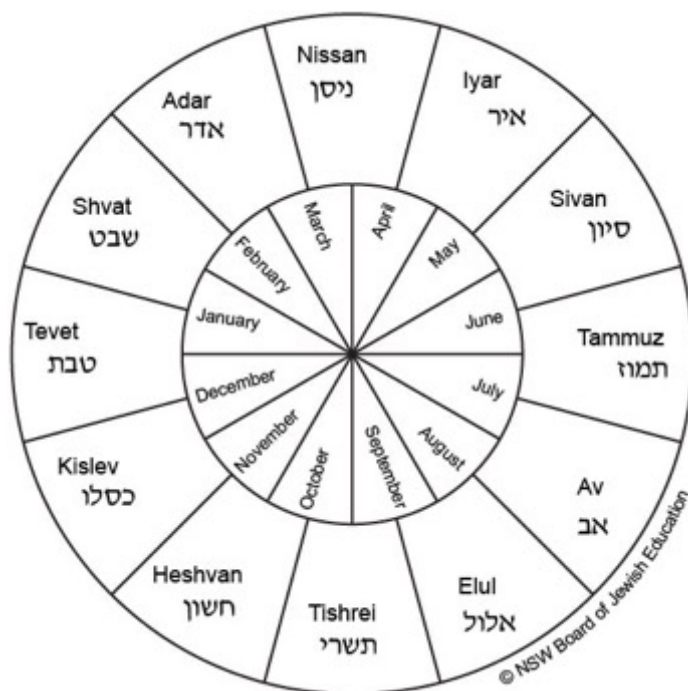 Nissan
ניסן
Iyar
איר
Sivan
סיון
Tammuz
תמוז
Av
אב
Elul
אלול
Tishrei
תשרי
Heshvan
חשון
Kislev
כסלו
Tevet
טבת
Shvat
שבט
Adar
אדר
March
April
May
June
July
August
September
October
November
December
January
February
© NSW Board of Jewish Education